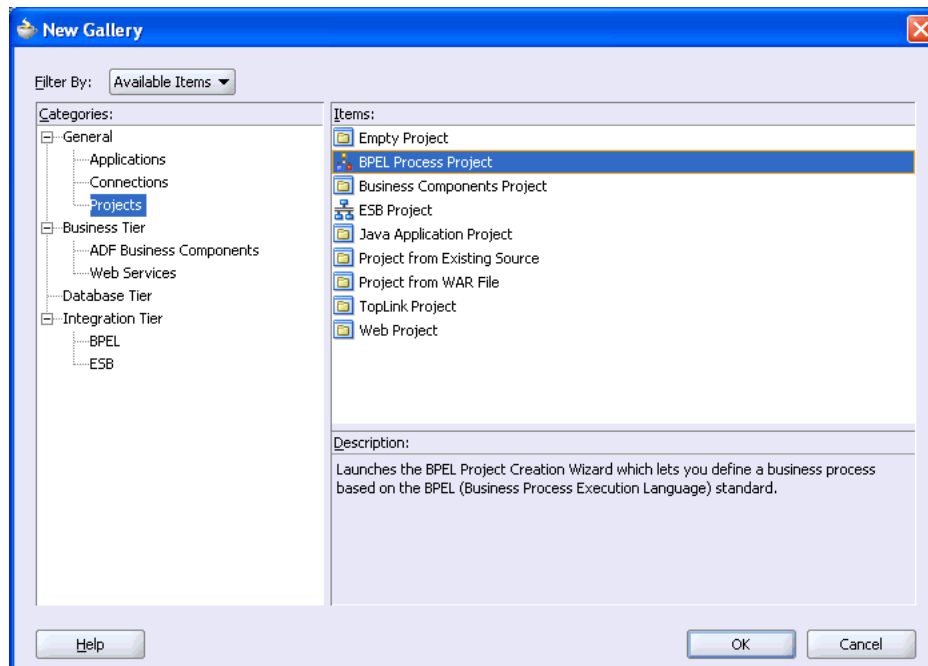 New Gallery
Filter By: Available Items
Categories:
General
Applications
Connections
Projects
Business Tier
ADF Business Components
Web Services
Database Tier
Integration Tier
BPEL
ESB
Items:
Empty Project
BPEL Process Project
Business Components Project
ESB Project
Java Application Project
Project from Existing Source
Project from WAR File
TopLink Project
Web Project
Description:
Launches the BPEL Project Creation Wizard which lets you define a business process
based on the BPEL (Business Process Execution Language) standard.
Help
OK
Cancel